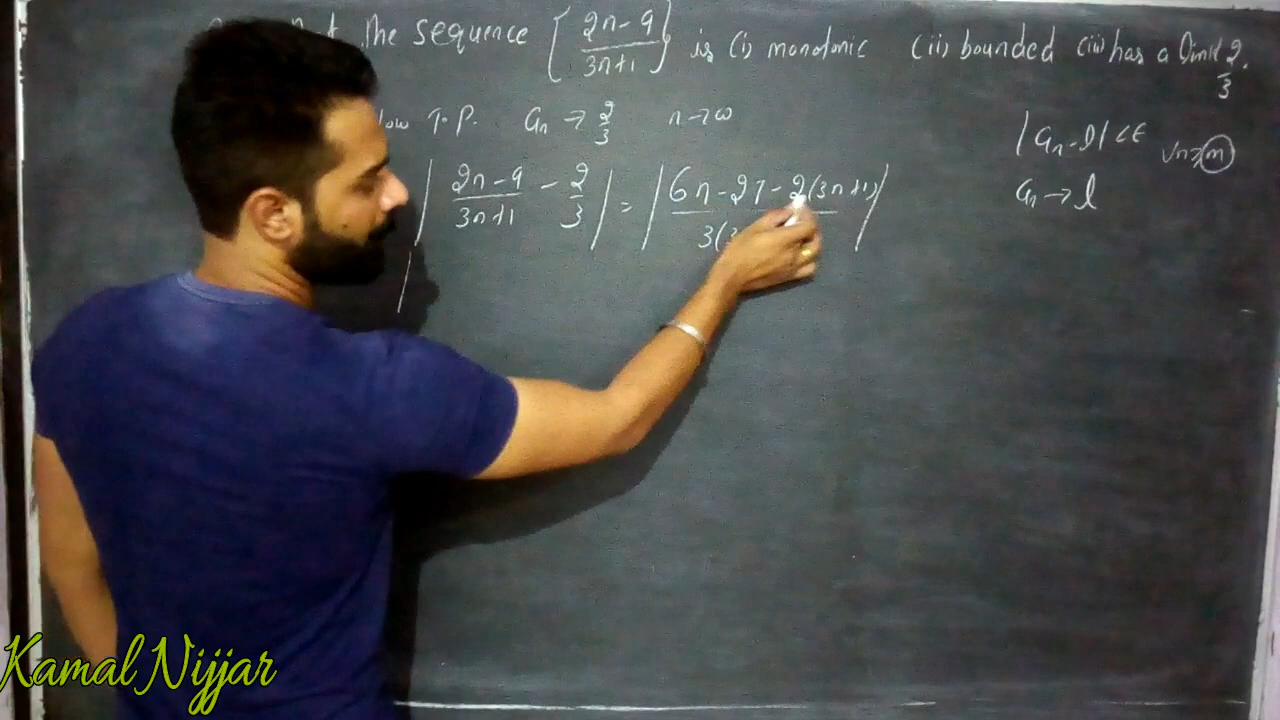 the sequence { 2n-9 / 3n+1 } is (i) monotonic (ii) bounded (iii) has a limit 2/3.
T.P. an → 2/3 n→∞
|an-l|<ε ∀n≥m
an→l
| 2n-9 / 3n+1 - 2/3 | = | 6n-27-2(3n+1) / 3(3
Kamal Nijjar